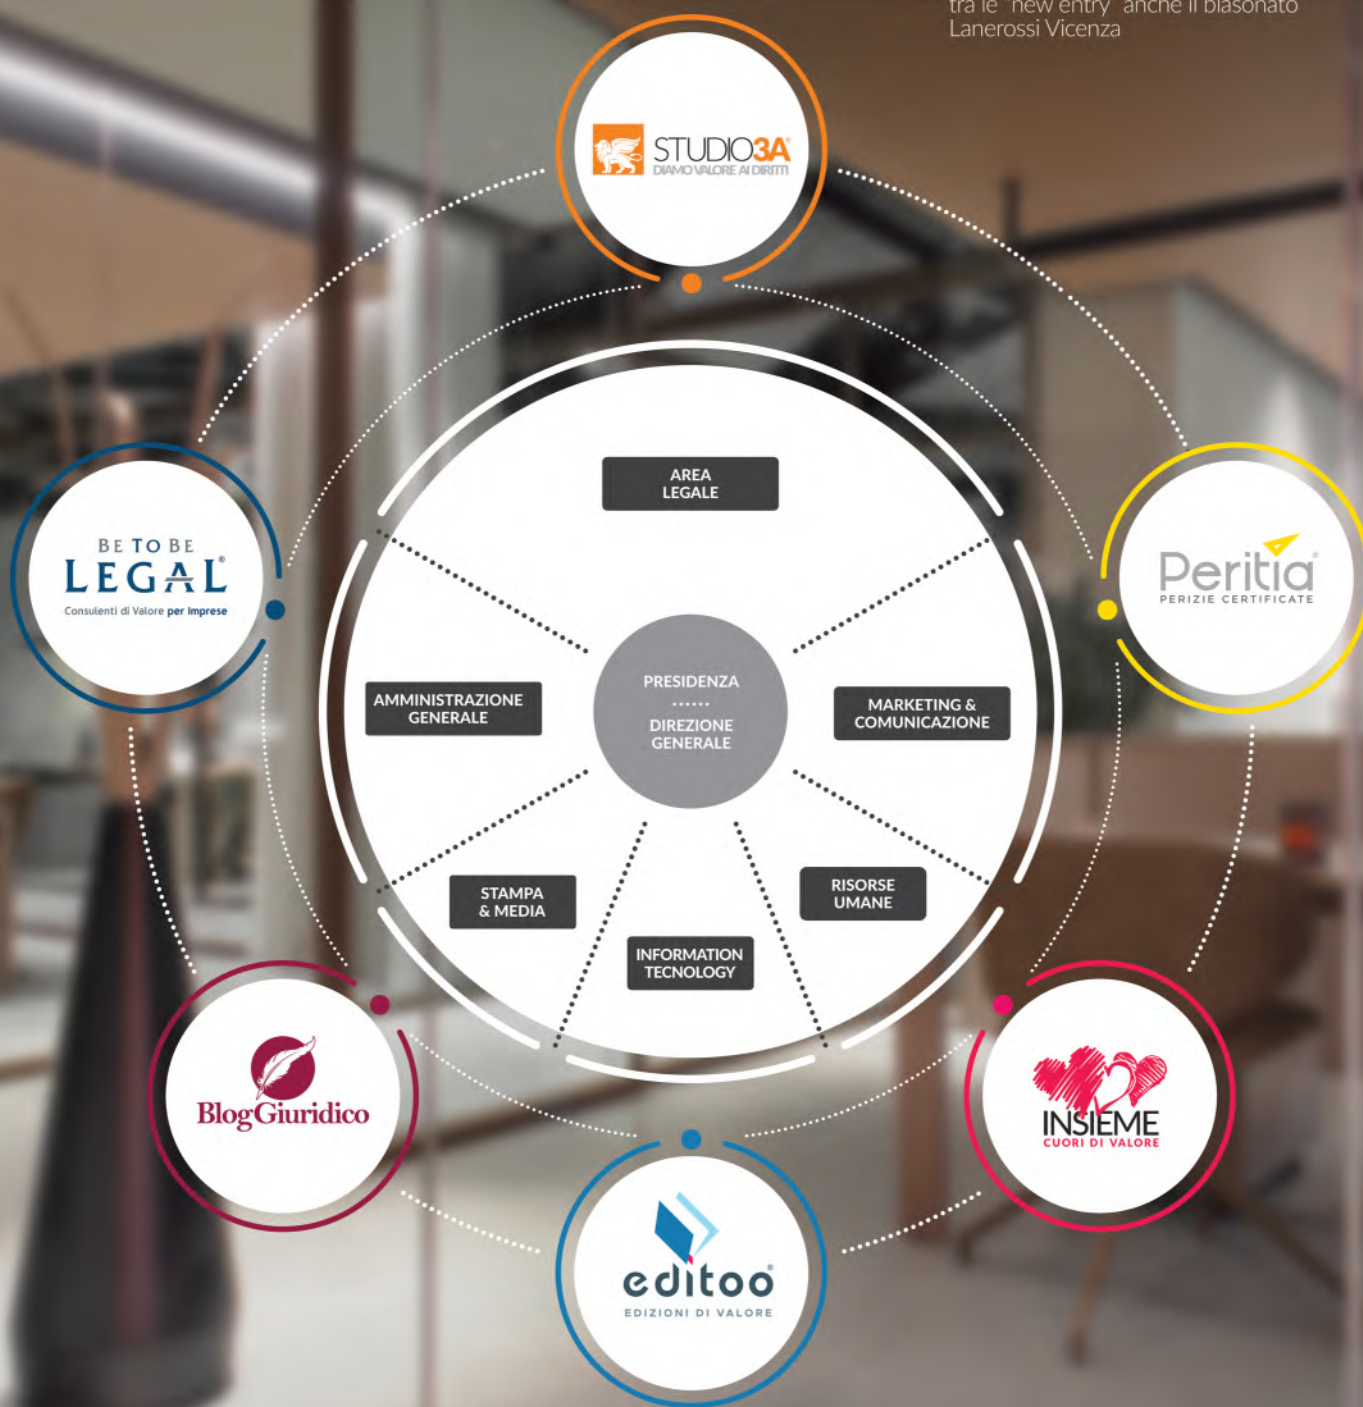 tra le "new entry" anche il blasonato
Lanerossi Vicenza
STUDIO3A®
DIAMO VALORE AI DIRITTI
BE TO BE
LEGAL®
Consulenti di Valore per Imprese
Peritia®
PERIZIE CERTIFICATE
AREA
LEGALE
AMMINISTRAZIONE
GENERALE
PRESIDENZA
......
DIREZIONE
GENERALE
MARKETING &
COMUNICAZIONE
STAMPA
& MEDIA
INFORMATION
TECNOLOGY
RISORSE
UMANE
BlogGiuridico
INSIEME
CUORI DI VALORE
editoo®
EDIZIONI DI VALORE